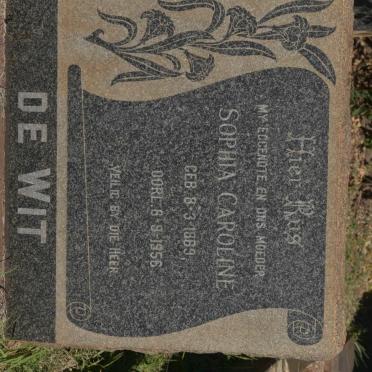 Hier Rus
MY EGGENOTE EN ONS MOEDER
SOPHIA CAROLINE
GEB. 8-3-1889
OORL. 6-9-1956
VEILIG BY DIE HEER
DE WIT